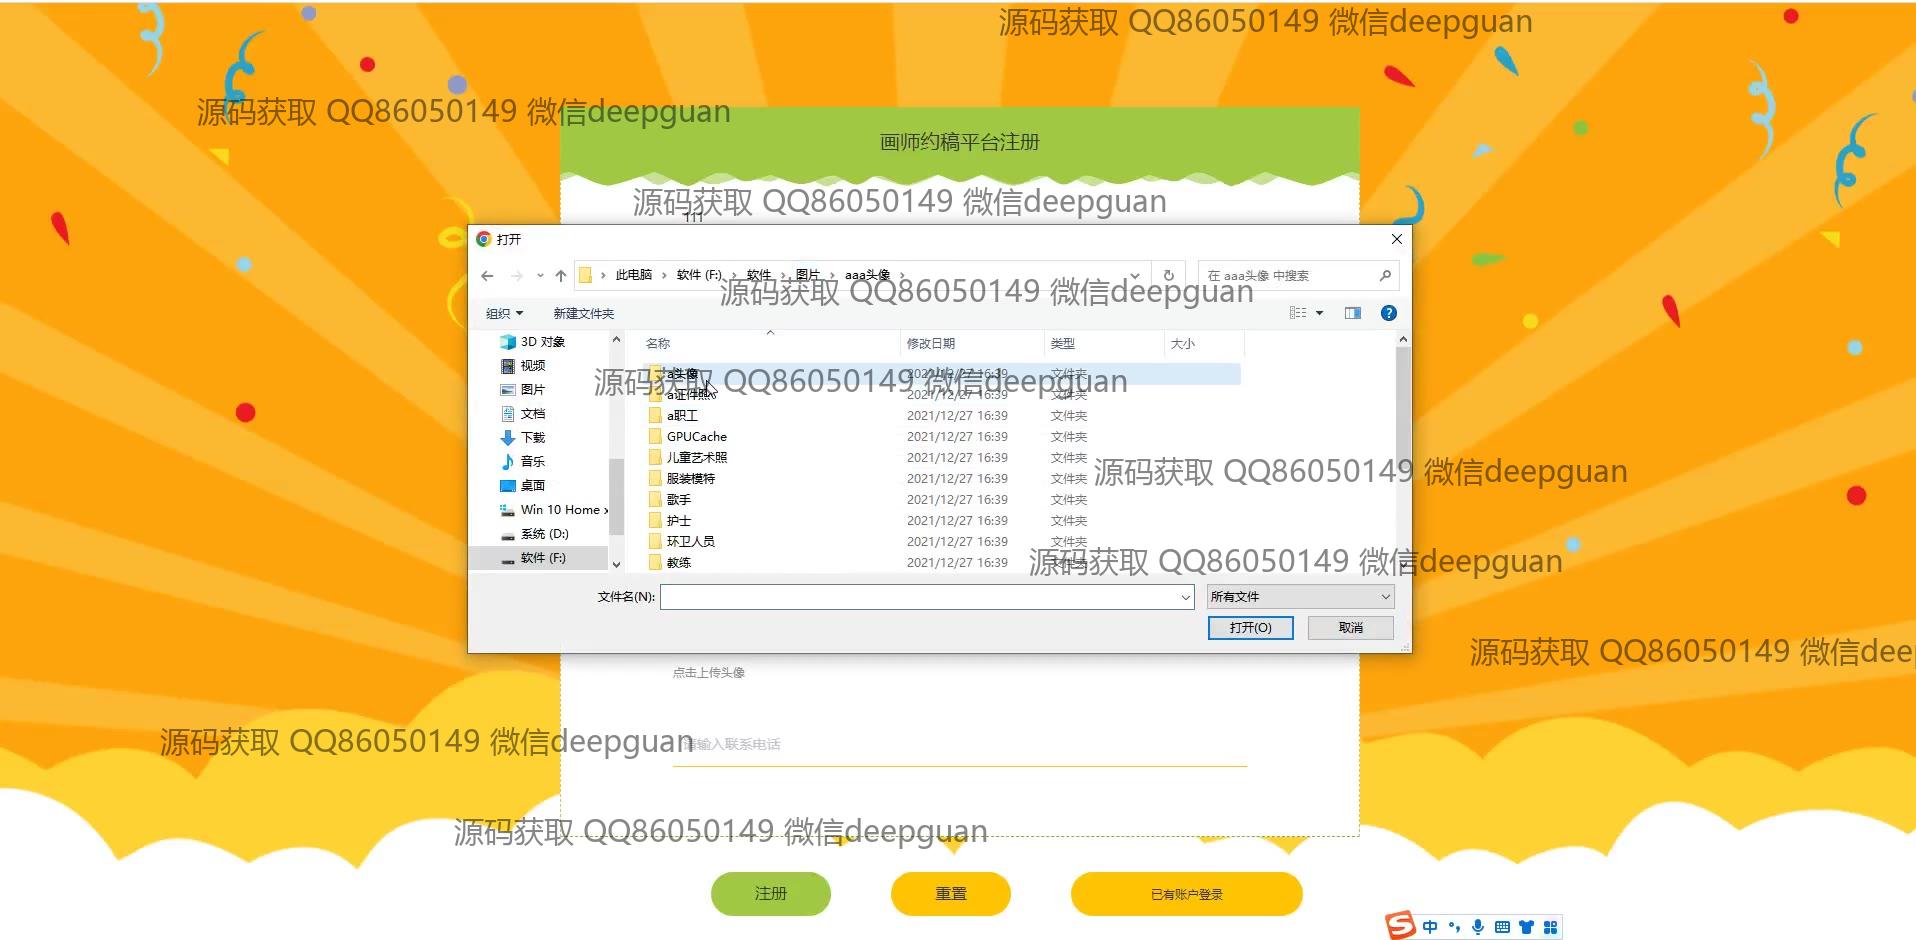 源码获取 QQ86050149 微信deepguan
源码获取 QQ86050149 微信deepguan
画师约稿平台注册
源码获取 QQ86050149 微信deepguan
111
打开
此电脑 › 软件 (F:) › 软件 › 图片 › aaa头像 ›
在 aaa头像 中搜索
源码获取 QQ86050149 微信deepguan
组织 新建文件夹
名称 修改日期 类型 大小
3D 对象
视频
图片
文档
下载
音乐
桌面
Win 10 Home x
系统 (D:)
软件 (F:)
a头像 2021/12/27 16:39 文件夹
源码获取 QQ86050149 微信deepguan
a证件照 2021/12/27 16:39 文件夹
a职工 2021/12/27 16:39 文件夹
GPUCache 2021/12/27 16:39 文件夹
儿童艺术照 2021/12/27 16:39 文件夹
源码获取 QQ86050149 微信deepguan
服装模特 2021/12/27 16:39 文件夹
歌手 2021/12/27 16:39 文件夹
护士 2021/12/27 16:39 文件夹
环卫人员 2021/12/27 16:39 文件夹
教练 2021/12/27 16:39 文件夹
源码获取 QQ86050149 微信deepguan
文件名(N): 所有文件
打开(O) 取消
源码获取 QQ86050149 微信dee
点击上传头像
源码获取 QQ86050149 微信deepguan
请输入联系电话
源码获取 QQ86050149 微信deepguan
注册 重置 已有账户登录
中